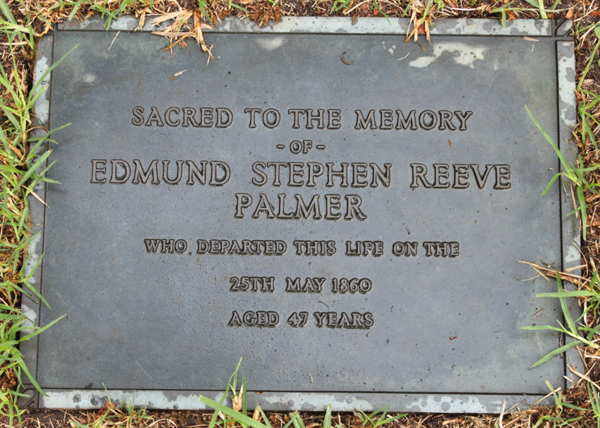 SACRED TO THE MEMORY
- OF -
EDMUND STEPHEN REEVE
PALMER
WHO, DEPARTED THIS LIFE ON THE
25TH MAY 1860
AGED 47 YEARS